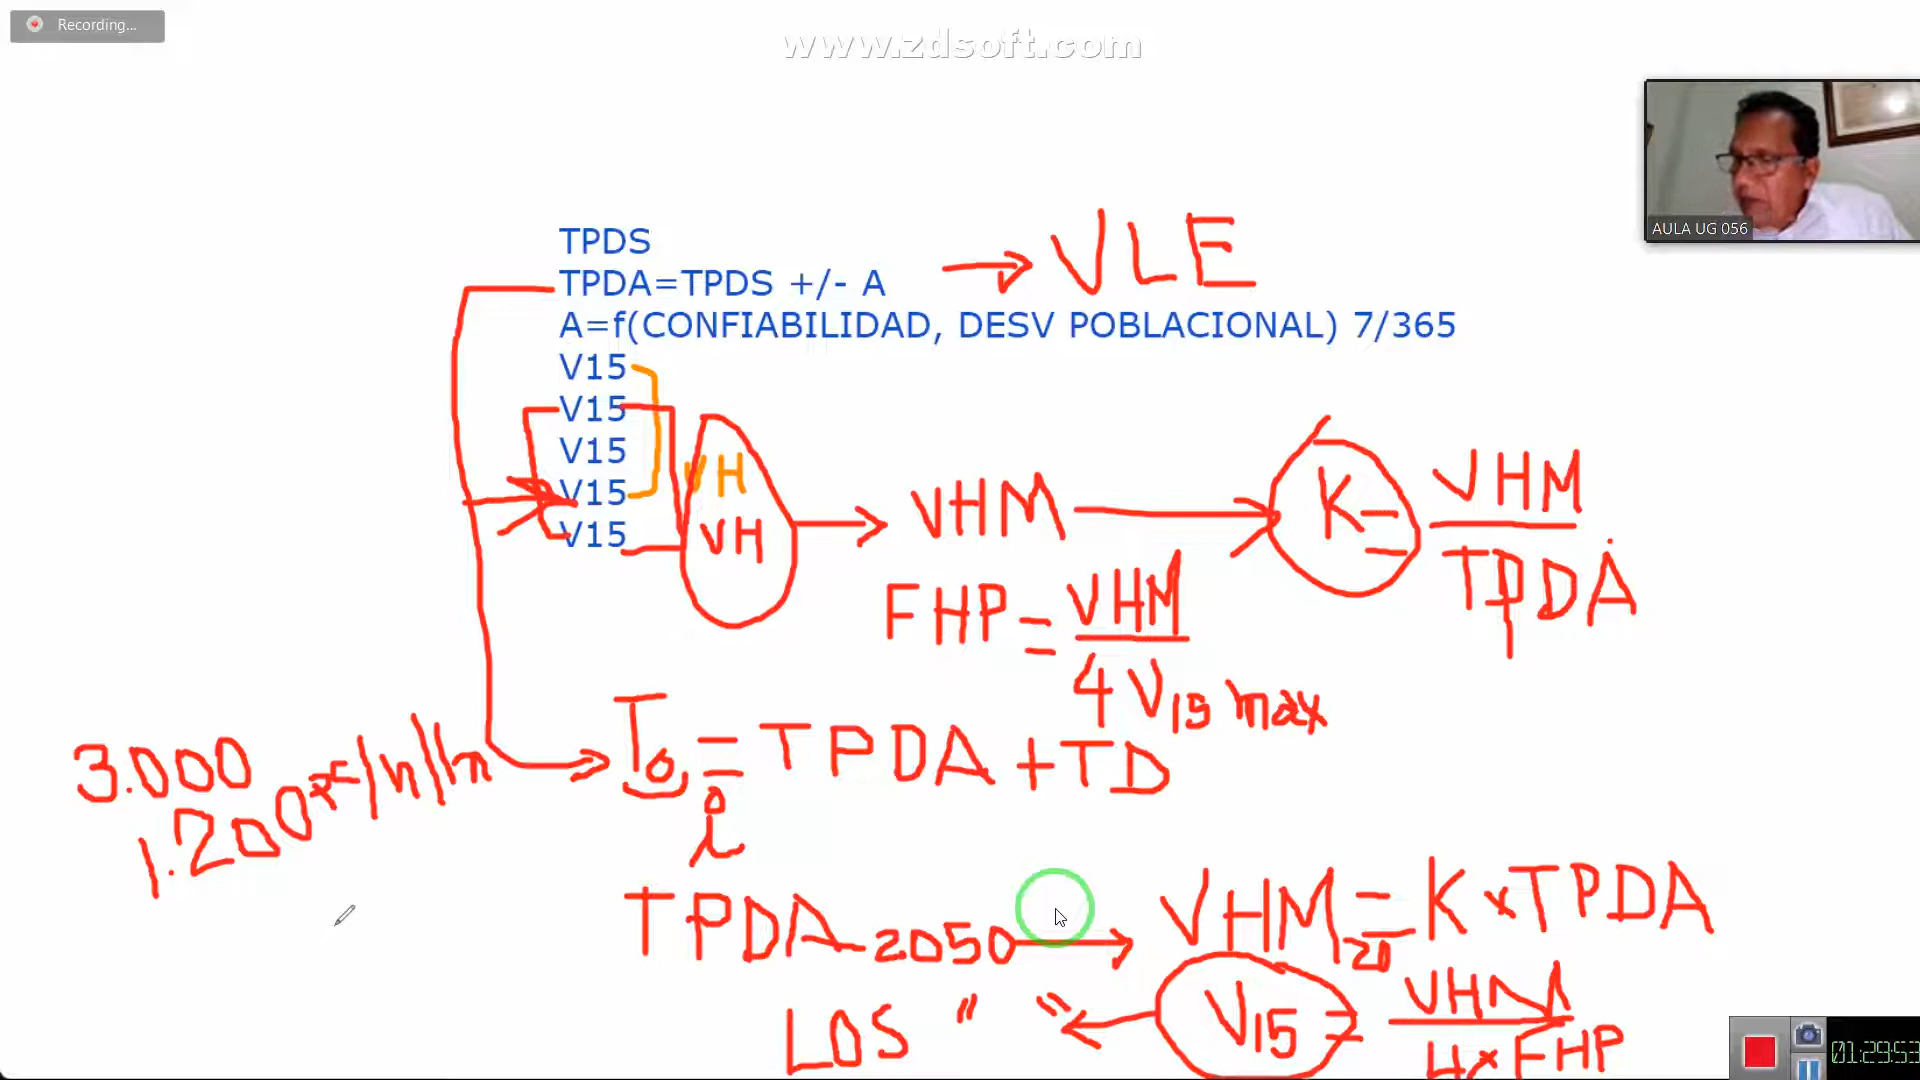 Recording...
www.zdsoft.com
AULA UG 056
TPDS
TPDA=TPDS +/- A
→ VLE
A=f(CONFIABILIDAD, DESV POBLACIONAL) 7/365
V15
V15
V15
V15
V15
VH
VH
VHM
K = VHM / TPDA
FHP = VHM / 4 V15 max
To = TPDA + TD
i
3.000
1.200
TPDA 2050 → VHM 20 = K x TPDA
LOS " "
V15 = VHM / 4 x FHP
01:29:53